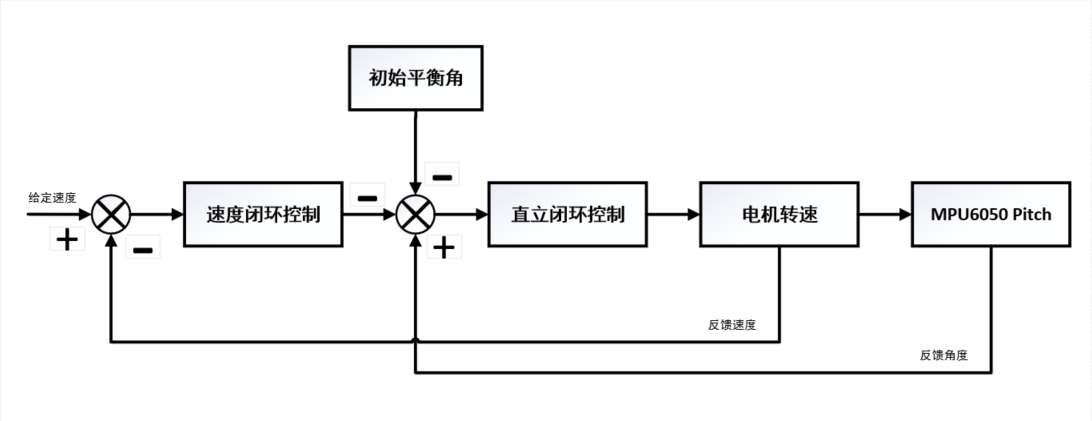 初始平衡角
−
给定速度
速度闭环控制
−
直立闭环控制
电机转速
MPU6050 Pitch
+
−
+
反馈速度
反馈角度